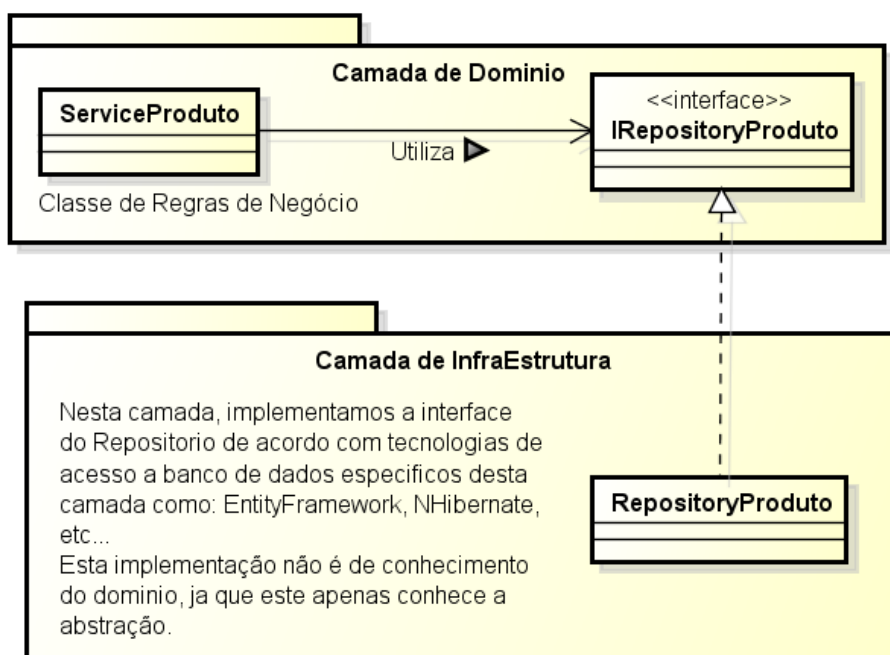 Camada de Dominio
ServiceProduto
<<interface>>
IRepositoryProduto
Utiliza
Classe de Regras de Negócio
Camada de InfraEstrutura
Nesta camada, implementamos a interface
do Repositorio de acordo com tecnologias de
acesso a banco de dados especificos desta
camada como: EntityFramework, NHibernate,
etc...
Esta implementação não é de conhecimento
do dominio, ja que este apenas conhece a
abstração.
RepositoryProduto